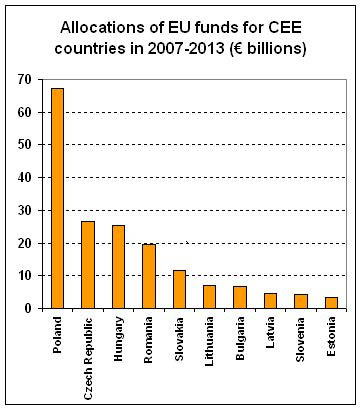 Allocations of EU funds for CEE
countries in 2007-2013 (€ billions)
70
60
50
40
30
20
10
0
Poland
Czech Republic
Hungary
Romania
Slovakia
Lithuania
Bulgaria
Latvia
Slovenia
Estonia